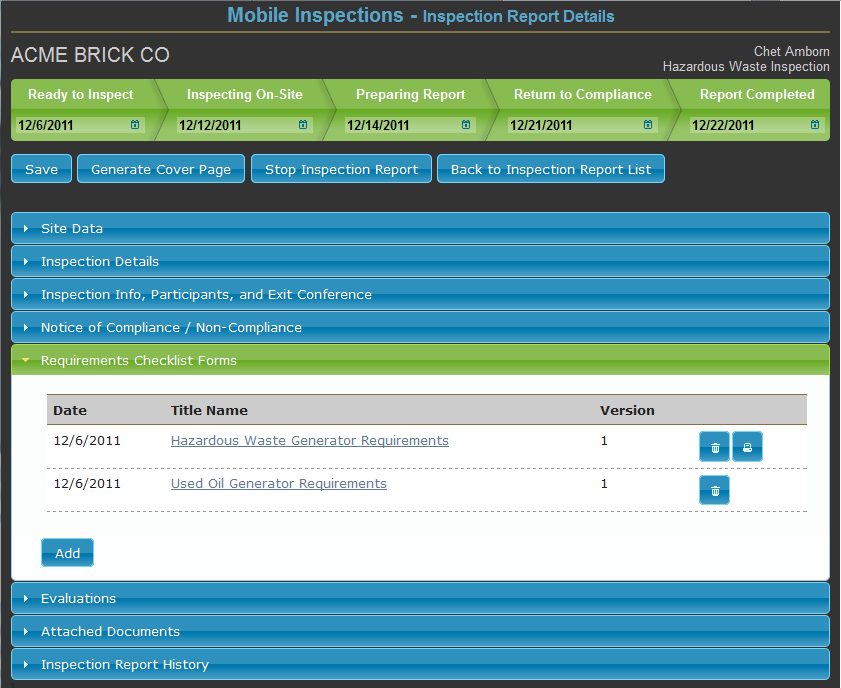 Mobile Inspections - Inspection Report Details
ACME BRICK CO
Chet Amborn
Hazardous Waste Inspection
Ready to Inspect Inspecting On-Site Preparing Report Return to Compliance Report Completed
12/6/2011 12/12/2011 12/14/2011 12/21/2011 12/22/2011
Save Generate Cover Page Stop Inspection Report Back to Inspection Report List
Site Data
Inspection Details
Inspection Info, Participants, and Exit Conference
Notice of Compliance / Non-Compliance
Requirements Checklist Forms
Date Title Name Version
12/6/2011 Hazardous Waste Generator Requirements 1
12/6/2011 Used Oil Generator Requirements 1
Add
Evaluations
Attached Documents
Inspection Report History